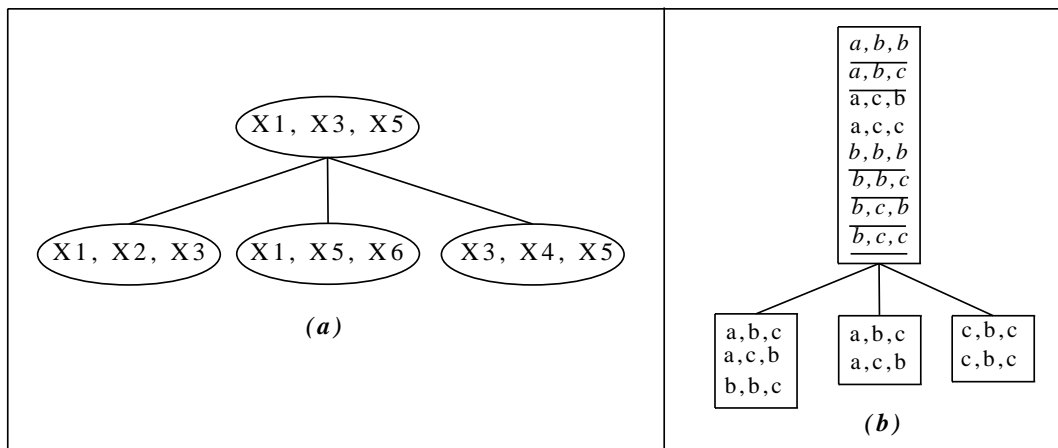 X1, X3, X5
X1, X2, X3
X1, X5, X6
X3, X4, X5
(a)
a,b,b
a,b,c
a,c,b
a,c,c
b,b,b
b,b,c
b,c,b
b,c,c
a,b,c
a,c,b
b,b,c
a,b,c
a,c,b
c,b,c
c,b,c
(b)